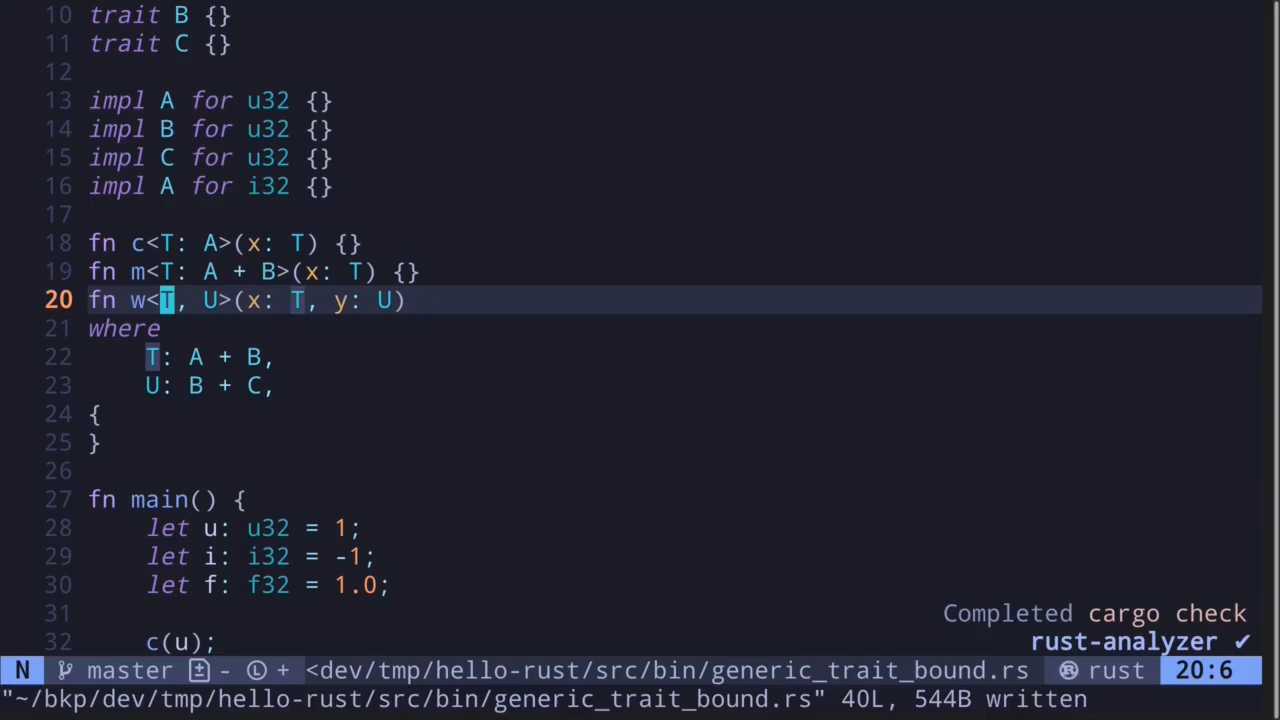 10 trait B {}
11 trait C {}
12
13 impl A for u32 {}
14 impl B for u32 {}
15 impl C for u32 {}
16 impl A for i32 {}
17
18 fn c<T: A>(x: T) {}
19 fn m<T: A + B>(x: T) {}
20 fn w<T, U>(x: T, y: U)
21 where
22     T: A + B,
23     U: B + C,
24 {
25 }
26
27 fn main() {
28     let u: u32 = 1;
29     let i: i32 = -1;
30     let f: f32 = 1.0;
31
Completed cargo check
32     c(u);
rust-analyzer ✔
N master - Ⓛ + <dev/tmp/hello-rust/src/bin/generic_trait_bound.rs rust 20:6
"~/bkp/dev/tmp/hello-rust/src/bin/generic_trait_bound.rs" 40L, 544B written